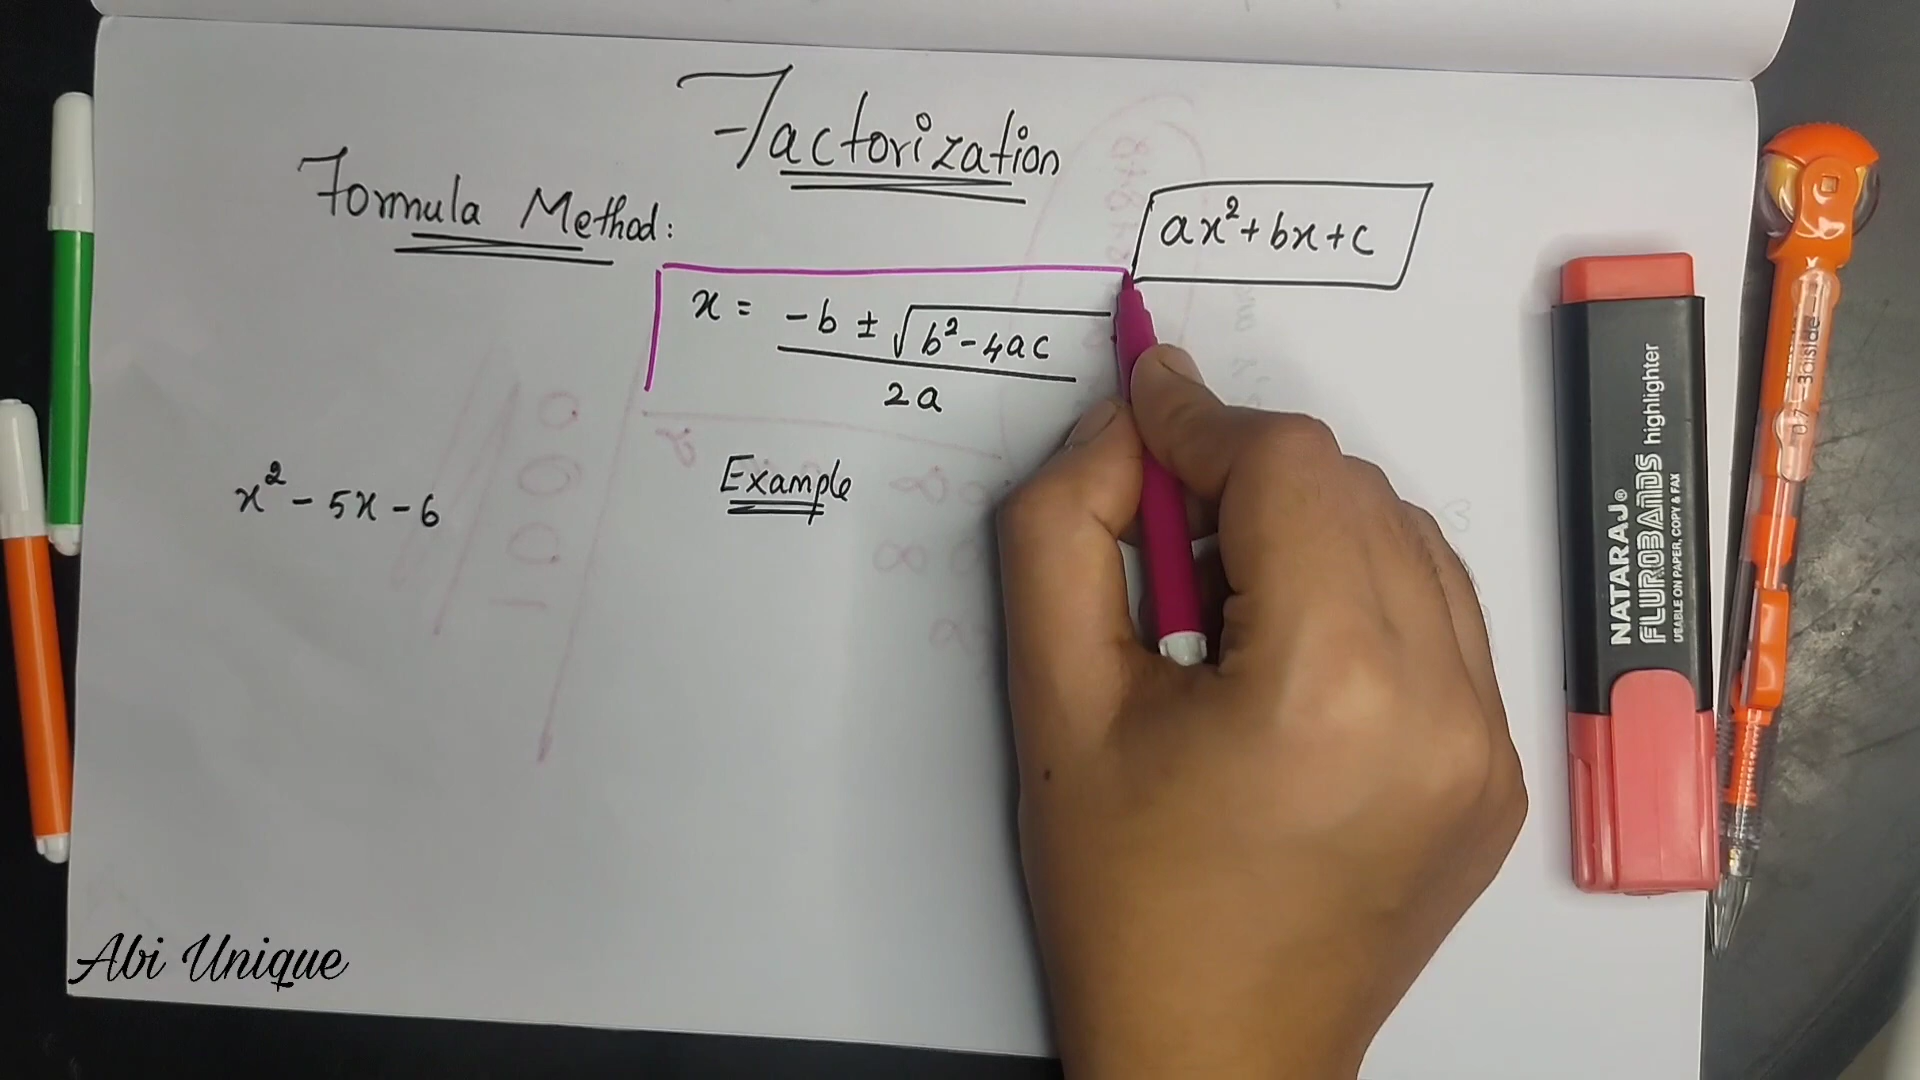 Factorization
Formula Method:
ax²+bx+c
x = -b ± √b²-4ac
2a
Example
x² - 5x - 6
NATARAJ®
FLUROBANDS highlighter
USABLE ON PAPER, COPY & FAX
Abi Unique